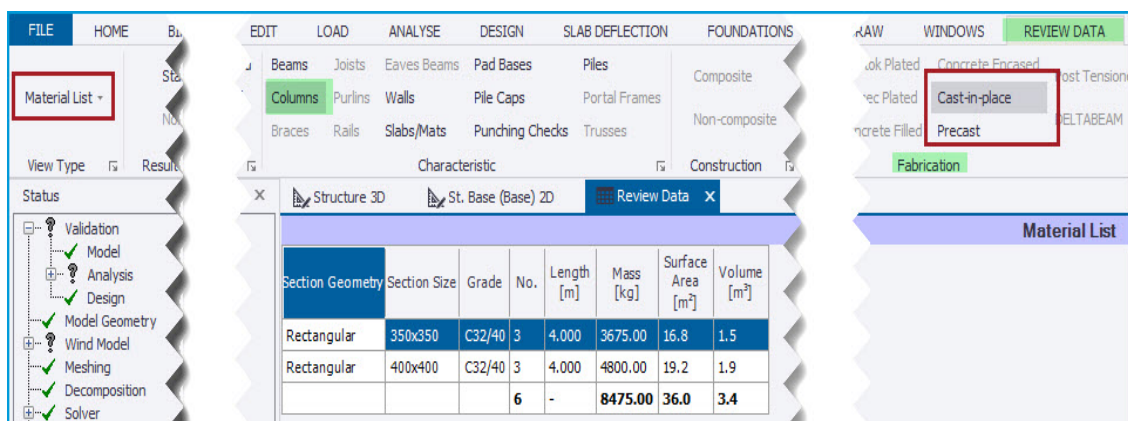 FILE HOME EDIT LOAD ANALYSE DESIGN SLAB DEFLECTION FOUNDATIONS WINDOWS REVIEW DATA
Beams Joists Eaves Beams Pad Bases Piles Concrete Encased
Composite
Material List Columns Purlins Walls Pile Caps Portal Frames Cast-in-place
Non-composite
Braces Rails Slabs/Mats Punching Checks Trusses Precast DELTABEAM
View Type Characteristic Construction Fabrication
Status Structure 3D St. Base (Base) 2D Review Data X
Validation
Model
Analysis
Design
Model Geometry
Wind Model
Meshing
Decomposition
Solver
Material List
Section Geometry Section Size Grade No. Length [m] Mass [kg] Surface Area [m²] Volume [m³]
Rectangular 350x350 C32/40 3 4.000 3675.00 16.8 1.5
Rectangular 400x400 C32/40 3 4.000 4800.00 19.2 1.9
6 - 8475.00 36.0 3.4